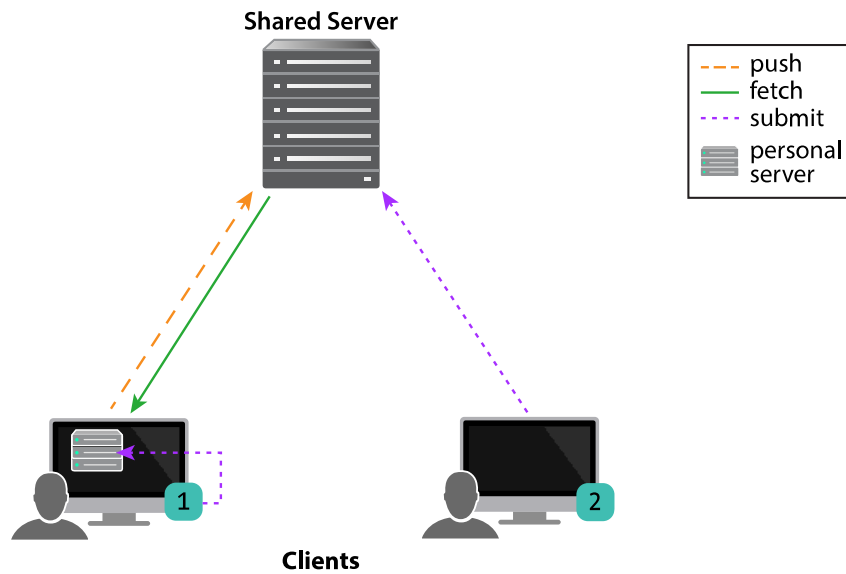 Shared Server
push
fetch
submit
personal
server
1
2
Clients